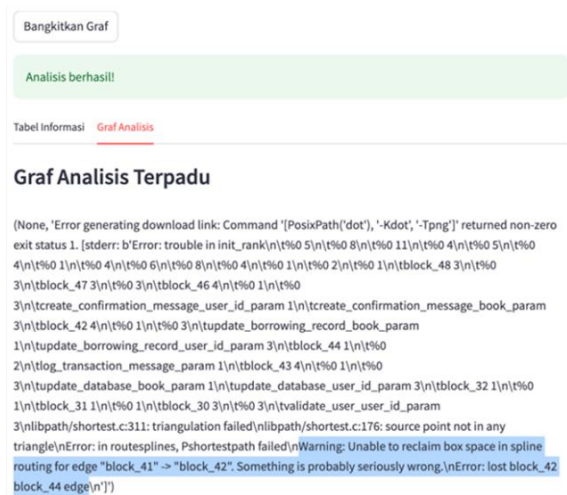 Bangkitkan Graf
Analisis berhasil!
Tabel Informasi Graf Analisis
Graf Analisis Terpadu
(None, 'Error generating download link: Command '[PosixPath('dot'), '-Kdot', '-Tpng']' returned non-zero
exit status 1. [stderr: b'Error: trouble in init_rank\n\t%0 5\n\t%0 8\n\t%0 11\n\t%0 4\n\t%0 5\n\t%0
4\n\t%0 1\n\t%0 4\n\t%0 6\n\t%0 8\n\t%0 4\n\t%0 1\n\t%0 2\n\t%0 1\n\tblock_48 3\n\t%0
3\n\tblock_47 3\n\t%0 3\n\tblock_46 4\n\t%0 1\n\t%0
3\n\tcreate_confirmation_message_user_id_param 1\n\tcreate_confirmation_message_book_param
3\n\tblock_42 4\n\t%0 1\n\t%0 3\n\tupdate_borrowing_record_book_param
1\n\tupdate_borrowing_record_user_id_param 3\n\tblock_44 1\n\t%0
2\n\tlog_transaction_message_param 1\n\tblock_43 4\n\t%0 1\n\t%0
3\n\tupdate_database_book_param 1\n\tupdate_database_user_id_param 3\n\tblock_32 1\n\t%0
1\n\tblock_31 1\n\t%0 1\n\tblock_30 3\n\t%0 3\n\tvalidate_user_user_id_param
3\nlibpath/shortest.c:311: triangulation failed\nlibpath/shortest.c:176: source point not in any
triangle\nError: in routesplines, Pshortestpath failed\nWarning: Unable to reclaim box space in spline
routing for edge "block_41" -> "block_42". Something is probably seriously wrong.\nError: lost block_42
block_44 edge\n']')